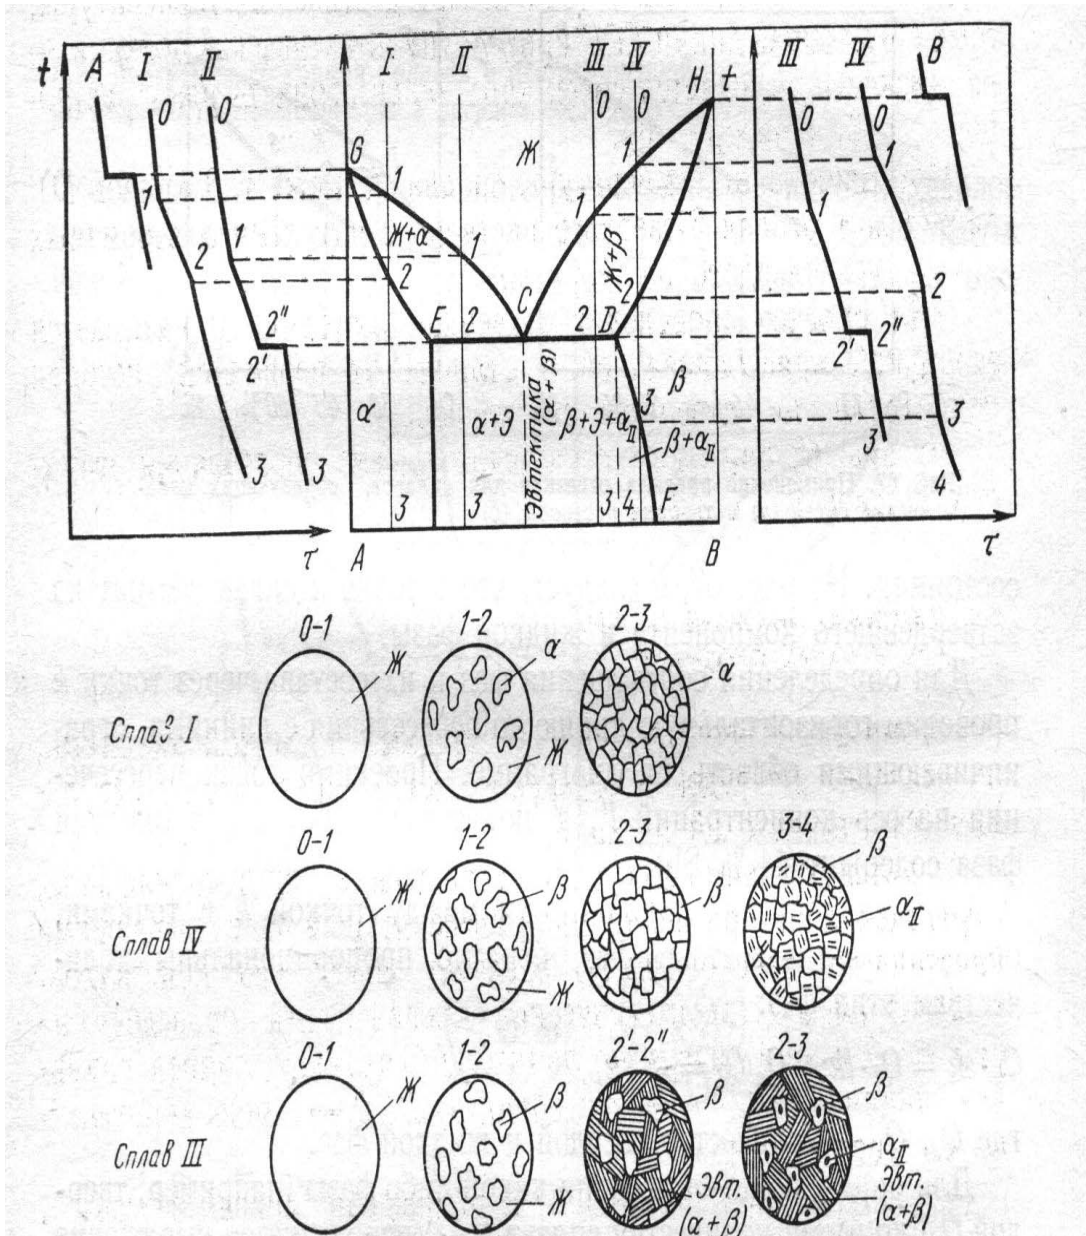 t A I II
0 0
1
2
1
2' 2"
3 3
τ
I II III IV H t
0 0
G Ж
1 1
1 1
Ж+α Ж+β
2 C 2
E 2 2 D
α α+Э Эвтектика (α+β) β+Э+αII β
3
β+αII
3 3 3 4 F
A B
III IV B
0 0
1
1
2
2' 2"
3 3
4
τ
0-1 1-2 2-3
Сплав I Ж α Ж α
0-1 1-2 2-3 3-4
Сплав IV Ж β Ж β β αII
0-1 1-2 2'-2" 2-3
Сплав III Ж β Ж β Эвт. (α+β) β αII Эвт. (α+β)